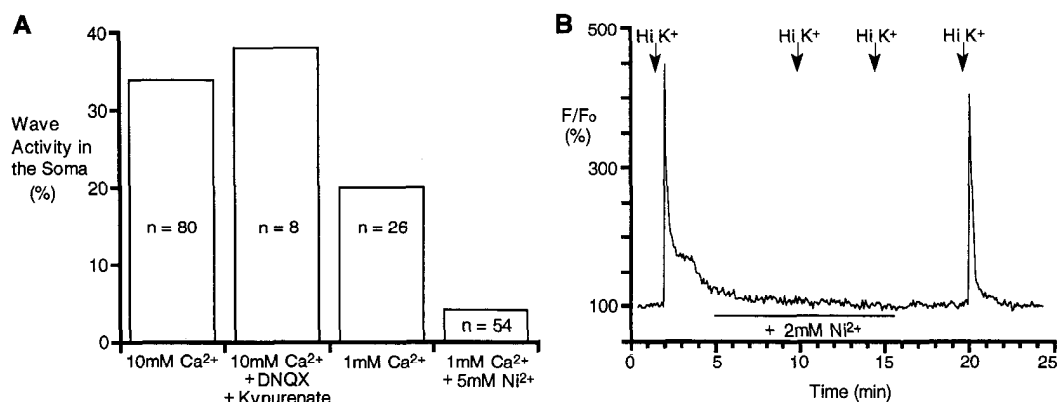 A
40
30
20
10
0
Wave
Activity in
the Soma
(%)
n = 80
n = 8
n = 26
n = 54
10mM Ca²⁺
10mM Ca²⁺
+DNQX
+ Kynurenate
1mM Ca²⁺
1mM Ca²⁺
+ 5mM Ni²⁺
B
500
300
100
F/Fo
(%)
Hi K⁺
Hi K⁺
Hi K⁺
Hi K⁺
+ 2mM Ni²⁺
0
5
10
15
20
25
Time (min)